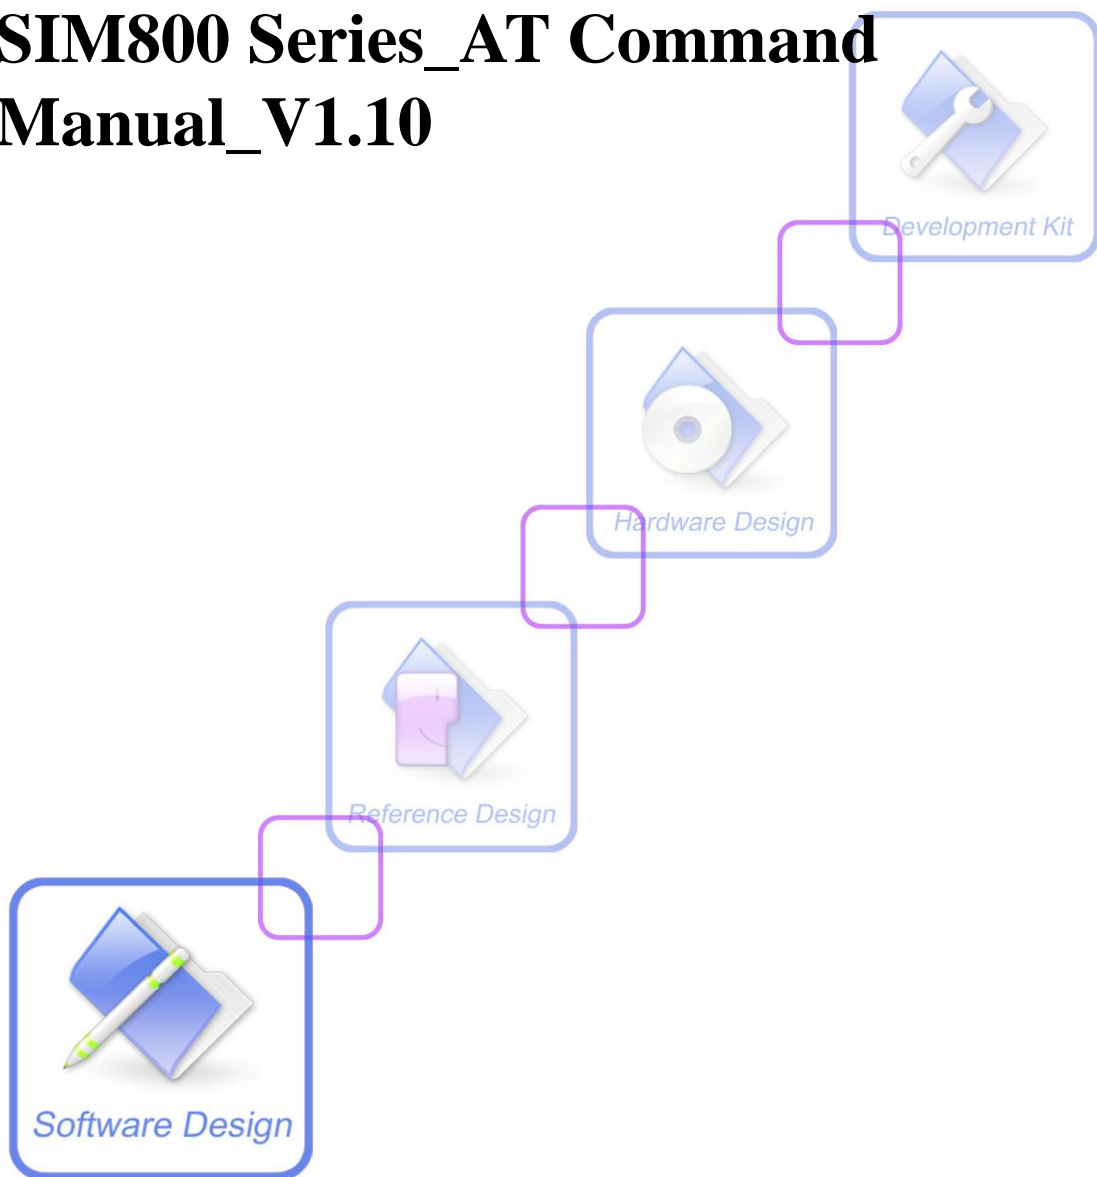 SIM800 Series_AT Command
Manual_V1.10
Development Kit
Hardware Design
Reference Design
Software Design